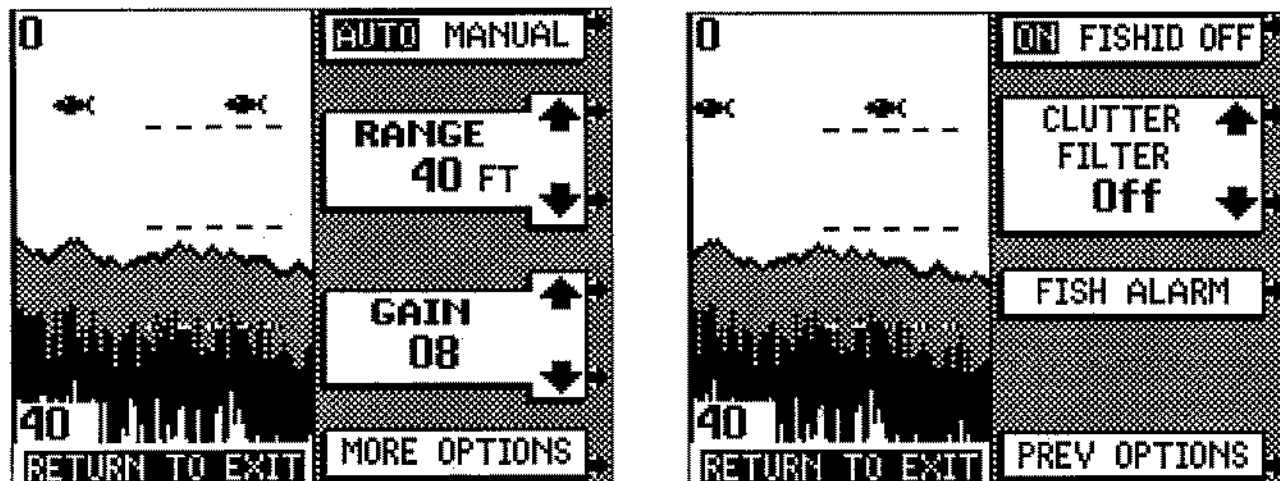 0
AUTO MANUAL
RANGE
40 FT
GAIN
08
40
MORE OPTIONS
RETURN TO EXIT
0
ON FISHID OFF
CLUTTER
FILTER
Off
FISH ALARM
40
PREV OPTIONS
RETURN TO EXIT